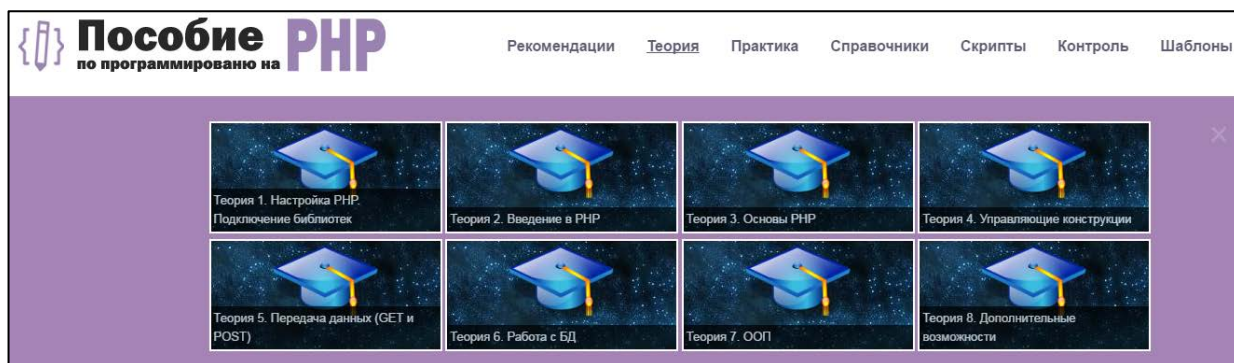 Пособие PHP
по программированю на
Рекомендации Теория Практика Справочники Скрипты Контроль Шаблоны
Теория 1. Настройка PHP.
Подключение библиотек
Теория 2. Введение в PHP
Теория 3. Основы PHP
Теория 4. Управляющие конструкции
Теория 5. Передача данных (GET и
POST)
Теория 6. Работа с БД
Теория 7. ООП
Теория 8. Дополнительные
возможности